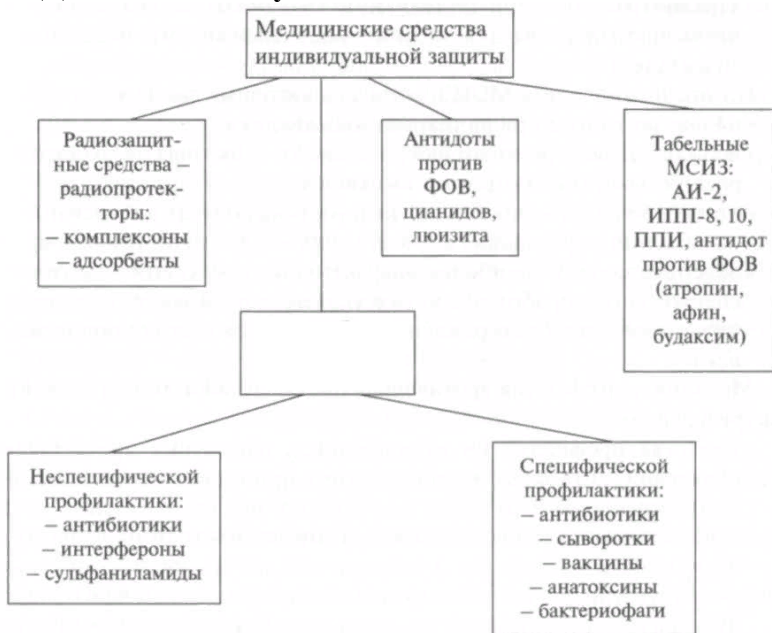 Медицинские средства
индивидуальной защиты
Радиозащит-
ные средства –
радиопротек-
торы:
– комплексоны
– адсорбенты
Антидоты
против
ФОВ,
цианидов,
люизита
Табельные
МСИЗ:
АИ-2,
ИПП-8, 10,
ППИ, антидот
против ФОВ
(атропин,
афин,
будаксим)
Неспецифической
профилактики:
– антибиотики
– интерфероны
– сульфаниламиды
Специфической
профилактики:
– антибиотики
– сыворотки
– вакцины
– анатоксины
– бактериофаги